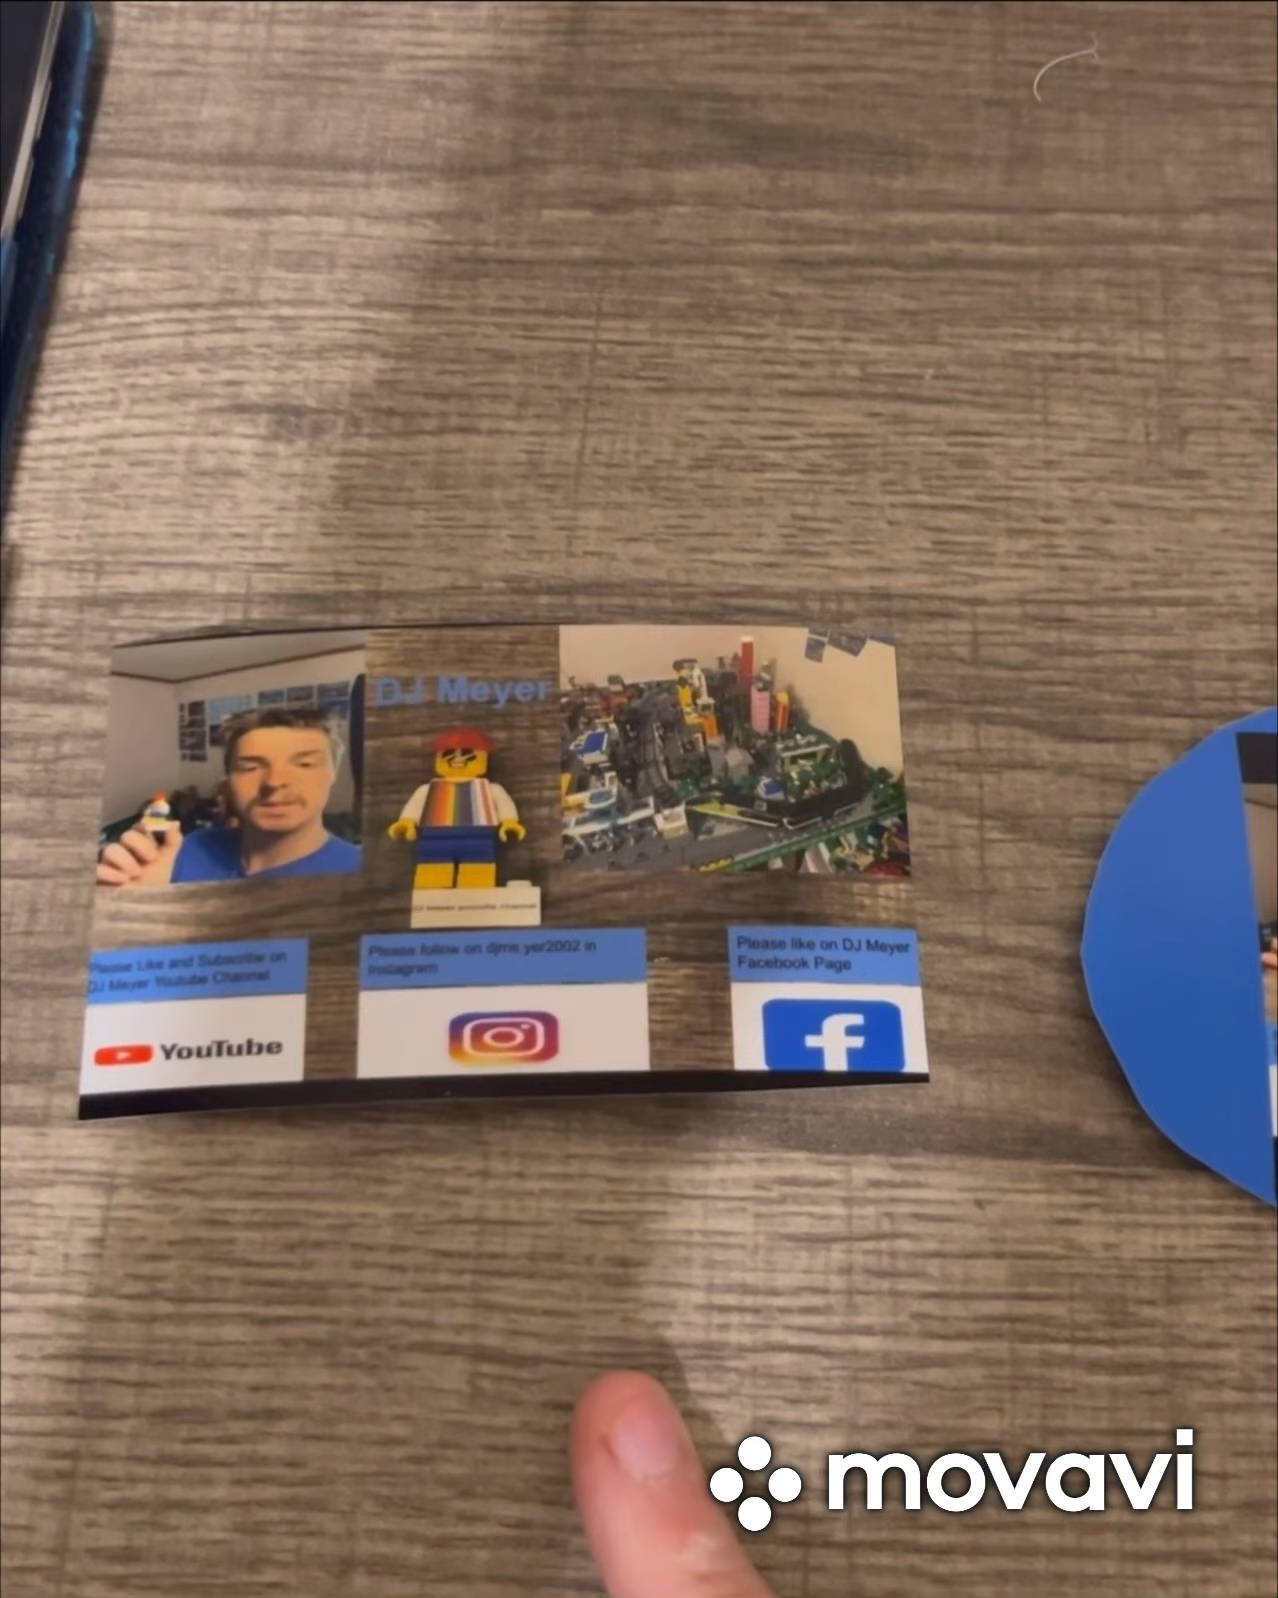 DJ Meyer
Please Like and Subscribe on
DJ Meyer Youtube Channel
YouTube
Please follow on djme.yer2002 in
Instagram
Please like on DJ Meyer
Facebook Page
f
movavi